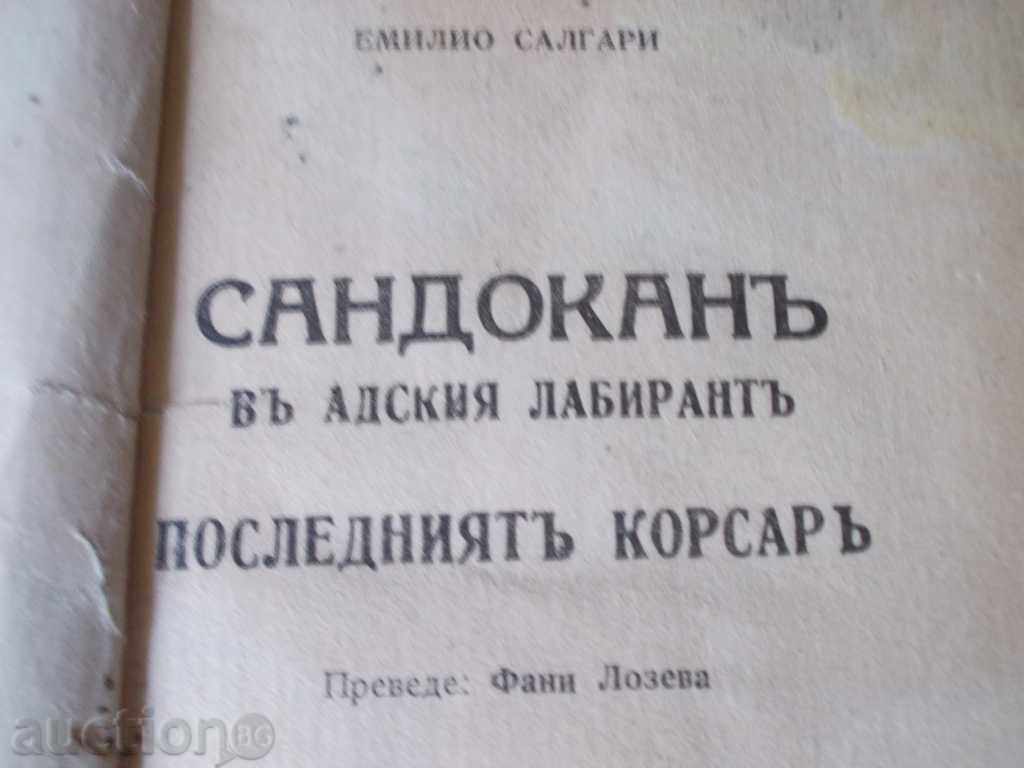 ЕМИЛИО САЛГАРИ
САНДОКАНЪ
ВЪ АДСКИЯ ЛАБИРАНТЪ
ПОСЛЕДНИЯТЪ КОРСАРЪ
Преведе: Фани Лозева
auction BG